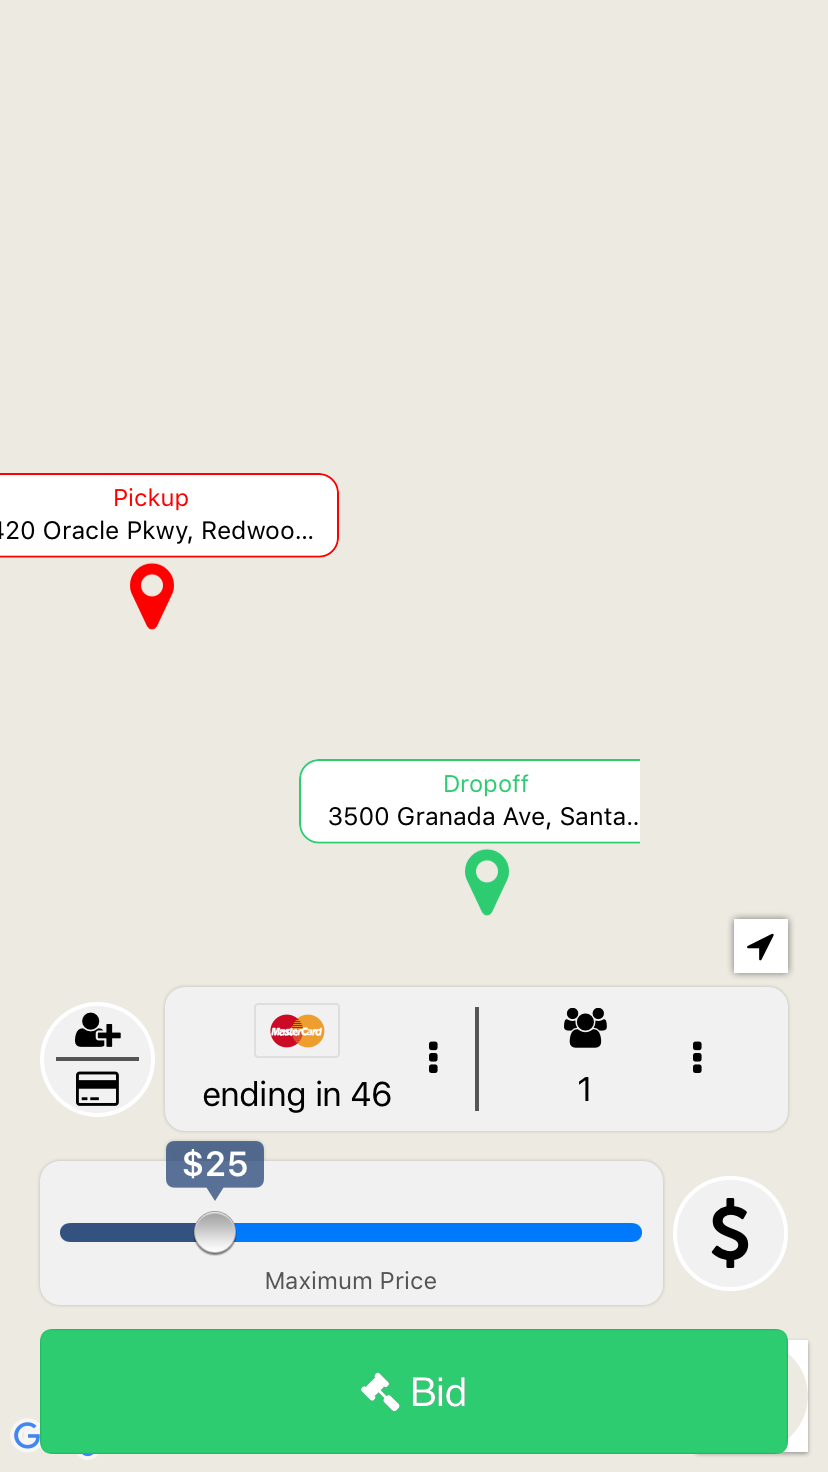 Pickup
420 Oracle Pkwy, Redwoo...
Dropoff
3500 Granada Ave, Santa..
MasterCard
ending in 46
1
$25
Maximum Price
$
Bid
G